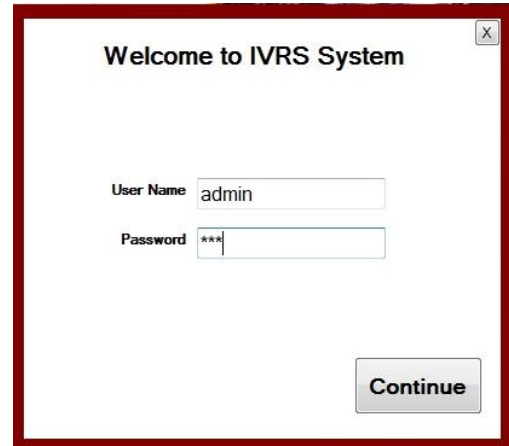 X
Welcome to IVRS System
User Name admin
Password ***
Continue